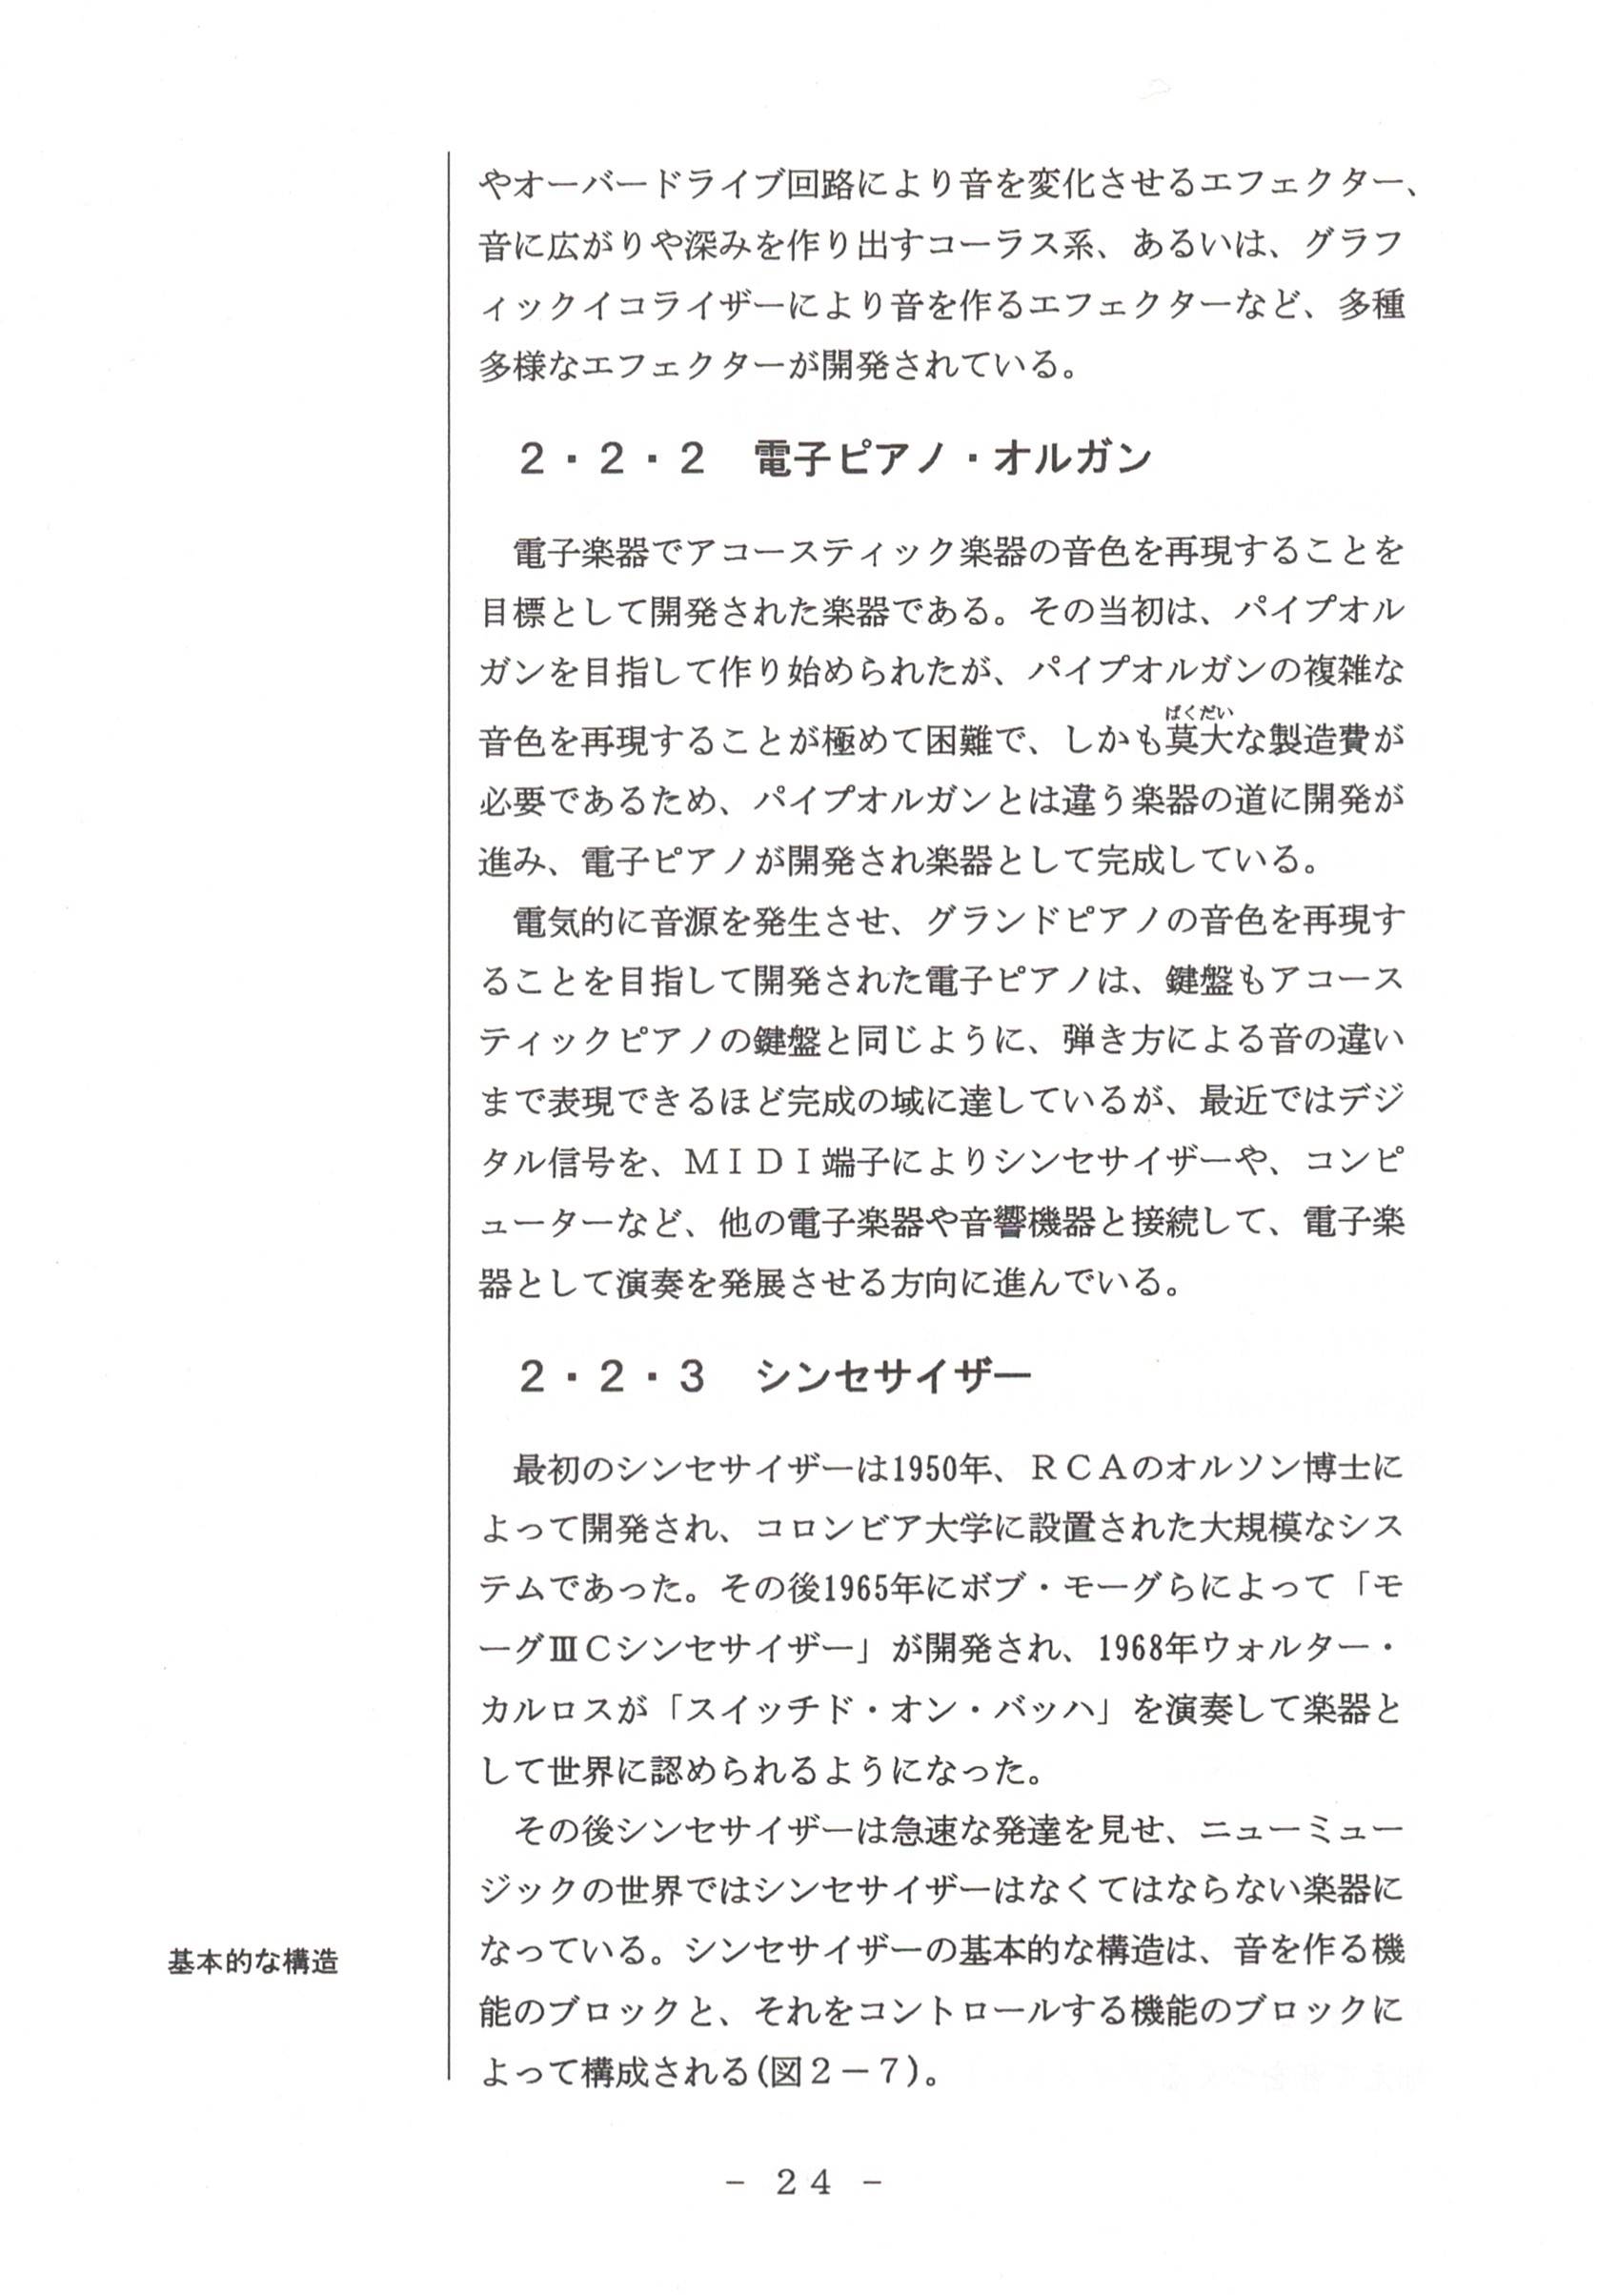 やオーバードライブ回路により音を変化させるエフェクター、
音に広がりや深みを作り出すコーラス系、あるいは、グラフ
ィックイコライザーにより音を作るエフェクターなど、多種
多様なエフェクターが開発されている。
2・2・2　電子ピアノ・オルガン
電子楽器でアコースティック楽器の音色を再現することを
目標として開発された楽器である。その当初は、パイプオル
ガンを目指して作り始められたが、パイプオルガンの複雑な
ばくだい
音色を再現することが極めて困難で、しかも莫大な製造費が
必要であるため、パイプオルガンとは違う楽器の道に開発が
進み、電子ピアノが開発され楽器として完成している。
電気的に音源を発生させ、グランドピアノの音色を再現す
ることを目指して開発された電子ピアノは、鍵盤もアコース
ティックピアノの鍵盤と同じように、弾き方による音の違い
まで表現できるほど完成の域に達しているが、最近ではデジ
タル信号を、ＭＩＤＩ端子によりシンセサイザーや、コンピ
ューターなど、他の電子楽器や音響機器と接続して、電子楽
器として演奏を発展させる方向に進んでいる。
2・2・3　シンセサイザー
最初のシンセサイザーは1950年、ＲＣＡのオルソン博士に
よって開発され、コロンビア大学に設置された大規模なシス
テムであった。その後1965年にボブ・モーグらによって「モ
ーグⅢＣシンセサイザー」が開発され、1968年ウォルター・
カルロスが「スイッチド・オン・バッハ」を演奏して楽器と
して世界に認められるようになった。
その後シンセサイザーは急速な発達を見せ、ニューミュー
ジックの世界ではシンセサイザーはなくてはならない楽器に
基本的な構造
なっている。シンセサイザーの基本的な構造は、音を作る機
能のブロックと、それをコントロールする機能のブロックに
よって構成される(図２－７)。
- 24 -